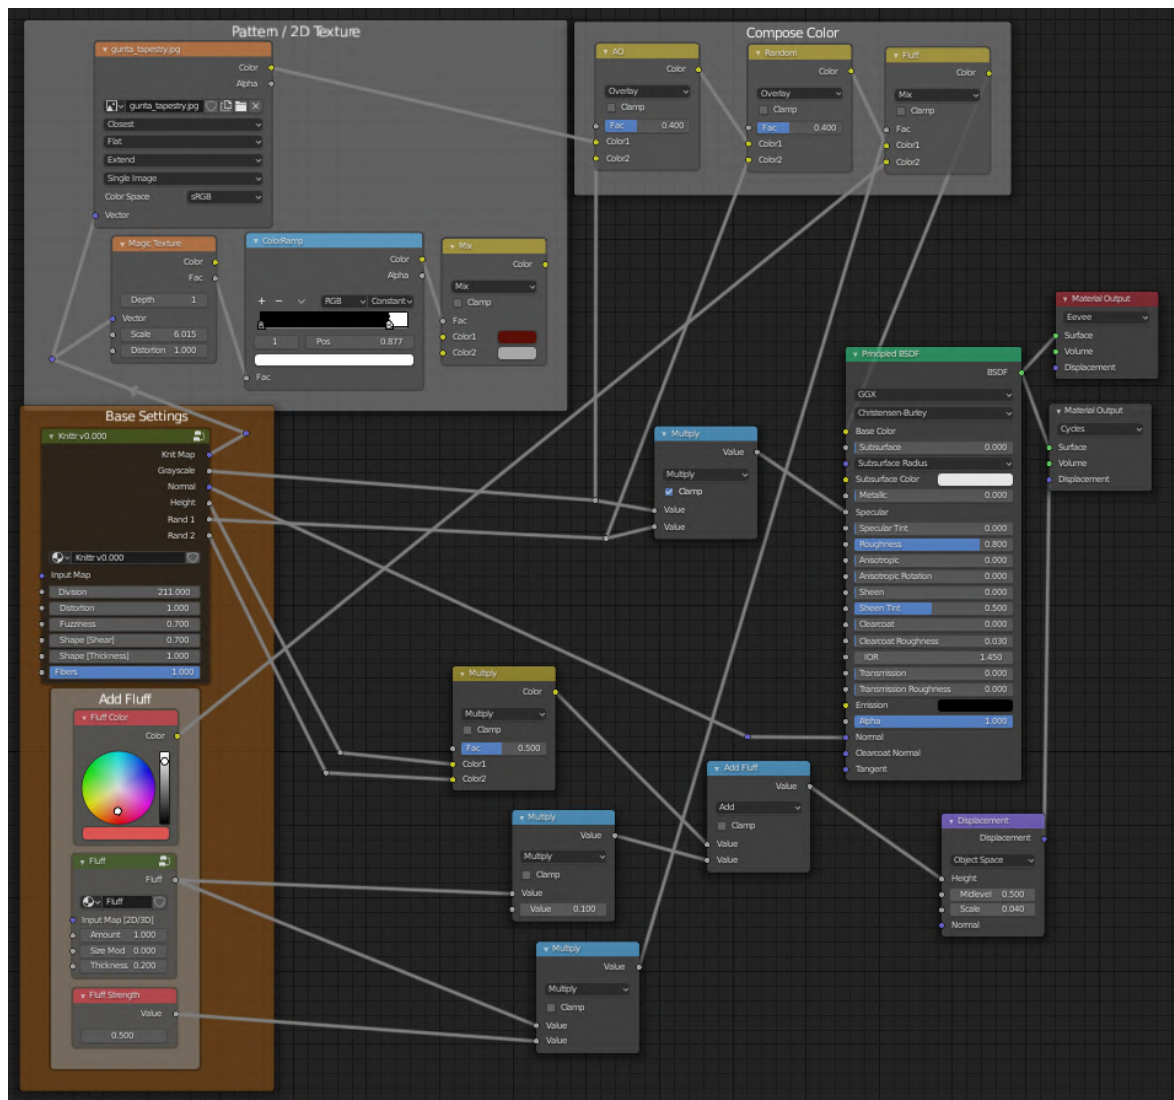 Pattern / 2D Texture
gunta_tapestry.jpg
Color
Alpha
gunta_tapestry.jpg
Closest
Flat
Extend
Single Image
Color Space sRGB
Vector
Magic Texture
Color
Fac
Depth 1
Vector
Scale 6.015
Distortion 1.000
ColorRamp
Color
Alpha
RGB Constant
1 Pos 0.877
Fac
Mix
Color
Mix
Clamp
Fac
Color1
Color2
Compose Color
AO
Color
Overlay
Clamp
Fac 0.400
Color1
Color2
Random
Color
Overlay
Clamp
Fac 0.400
Color1
Color2
Fluff
Color
Mix
Clamp
Fac
Color1
Color2
Base Settings
Knittr v0.000
Knit Map
Grayscale
Normal
Height
Rand 1
Rand 2
Knittr v0.000
Input Map
Division 211.000
Distortion 1.000
Fuzziness 0.700
Shape [Shear] 0.700
Shape [Thickness] 1.000
Fibers 1.000
Add Fluff
Fluff Color
Color
Fluff
Fluff
Fluff
Input Map [2D/3D]
Amount 1.000
Size Mod 0.000
Thickness 0.200
Fluff Strength
Value
0.500
Multiply
Value
Multiply
Clamp
Value
Value
Multiply
Color
Multiply
Clamp
Fac 0.500
Color1
Color2
Multiply
Value
Multiply
Clamp
Value
Value 0.100
Multiply
Value
Multiply
Clamp
Value
Value
Add Fluff
Value
Add
Clamp
Value
Value
Principled BSDF
BSDF
GGX
Christensen-Burley
Base Color
Subsurface 0.000
Subsurface Radius
Subsurface Color
Metallic 0.000
Specular
Specular Tint 0.000
Roughness 0.800
Anisotropic 0.000
Anisotropic Rotation 0.000
Sheen 0.000
Sheen Tint 0.500
Clearcoat 0.000
Clearcoat Roughness 0.030
IOR 1.450
Transmission 0.000
Transmission Roughness 0.000
Emission
Alpha 1.000
Normal
Clearcoat Normal
Tangent
Material Output
Eevee
Surface
Volume
Displacement
Material Output
Cycles
Surface
Volume
Displacement
Displacement
Displacement
Object Space
Height
Midlevel 0.500
Scale 0.040
Normal